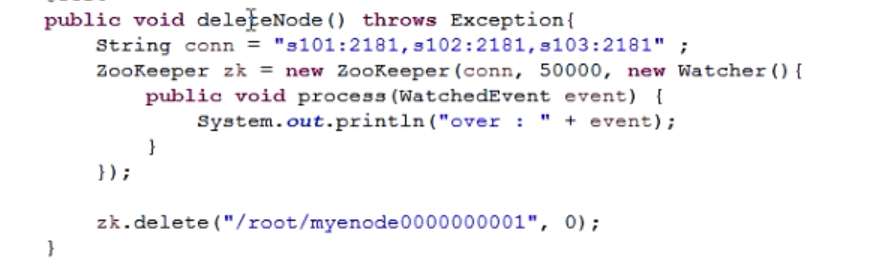 public void deleteNode() throws Exception{
    String conn = "s101:2181,s102:2181,s103:2181" ;
    ZooKeeper zk = new ZooKeeper(conn, 50000, new Watcher(){
        public void process(WatchedEvent event) {
            System.out.println("over : " + event);
        }
    });
    zk.delete("/root/myenode0000000001", 0);
}